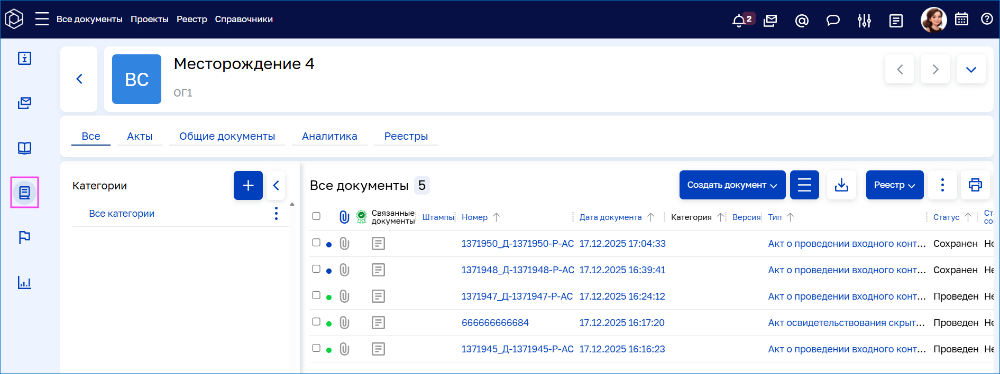 Все документы Проекты Реестр Справочники 2
ВС
Месторождение 4
ОГ1
Все Акты Общие документы Аналитика Реестры
Категории
Все категории
Все документы 5
Создать документ Реестр
Связанные документы Штампы Номер Дата документа Категория Версия Тип Статус Ст
со
1371950_Д-1371950-Р-АС 17.12.2025 17:04:33 Акт о проведении входного конт... Сохранен Не
1371948_Д-1371948-Р-АС 17.12.2025 16:39:41 Акт о проведении входного конт... Сохранен Не
1371947_Д-1371947-Р-АС 17.12.2025 16:24:12 Акт о проведении входного конт... Проведен Не
666666666684 17.12.2025 16:17:20 Акт освидетельствования скрыт... Проведен Не
1371945_Д-1371945-Р-АС 17.12.2025 16:16:23 Акт о проведении входного конт... Проведен Не